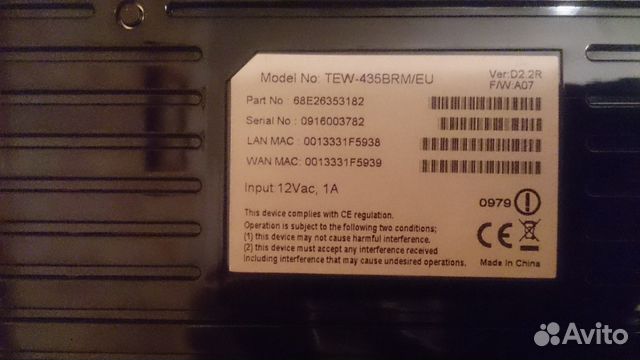 Model No: TEW-435BRM/EU
Ver:D2.2R
F/W:A07
Part No : 68E26353182
Serial No : 0916003782
LAN MAC : 0013331F5938
WAN MAC: 0013331F5939
Input 12Vac, 1A
0979
This device complies with CE regulation.
Operation is subject to the following two conditions;
(1) this device may not cause harmful interference.
(2) this device must accept any interference received
Including interference that may cause undesired operations.
CE
Made In China
Avito